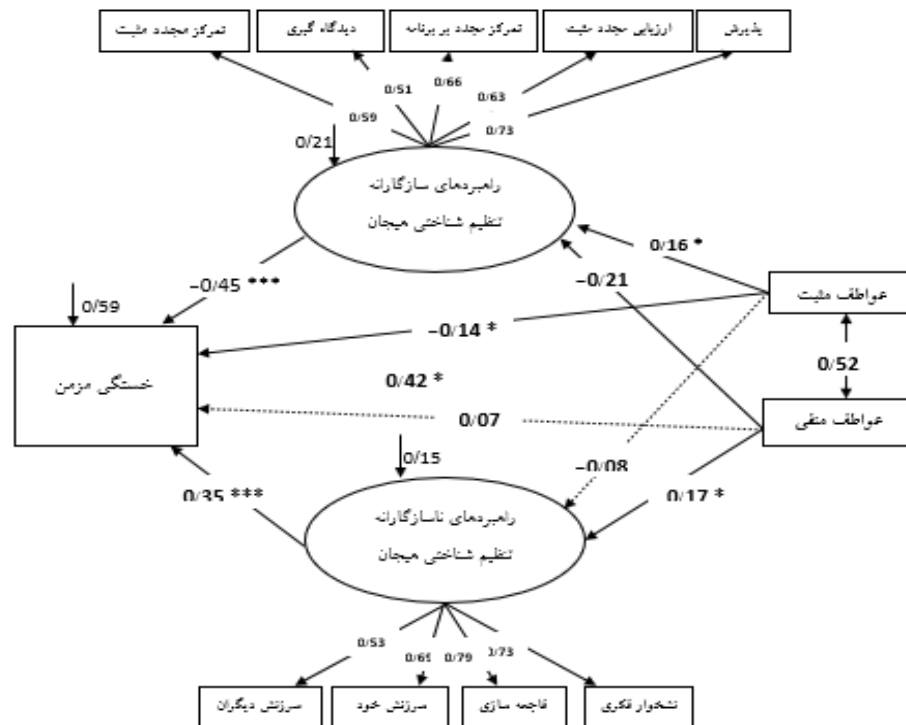 پذیرش
ارزیابی مجدد مثبت
تمرکز مجدد بر برنامه
دیدگاه گیری
تمرکز مجدد مثبت
0/51
0/66
0/63
0/59
0/73
0/21
راهبردهای سازگارانه
تنظیم شناختی هیجان
0/16 *
–0/45 ***
–0/21
عواطف مثبت
0/59
–0/14 *
خستگی مزمن
0/42 *
0/52
0/07
عواطف منفی
0/15
–0/08
0/35 ***
0/17 *
راهبردهای ناسازگارانه
تنظیم شناختی هیجان
0/53
0/69
0/79
0/73
نشخوار فکری
فاجعه سازی
سرزنش خود
سرزنش دیگران